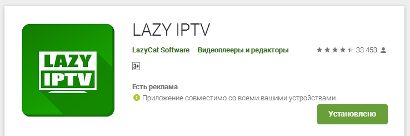 LAZY IPTV
LAZY
IPTV
LazyCat Software Видеоплееры и редакторы 33 453
3+
Есть реклама
Приложение совместимо со всеми вашими устройствами.
Установлено